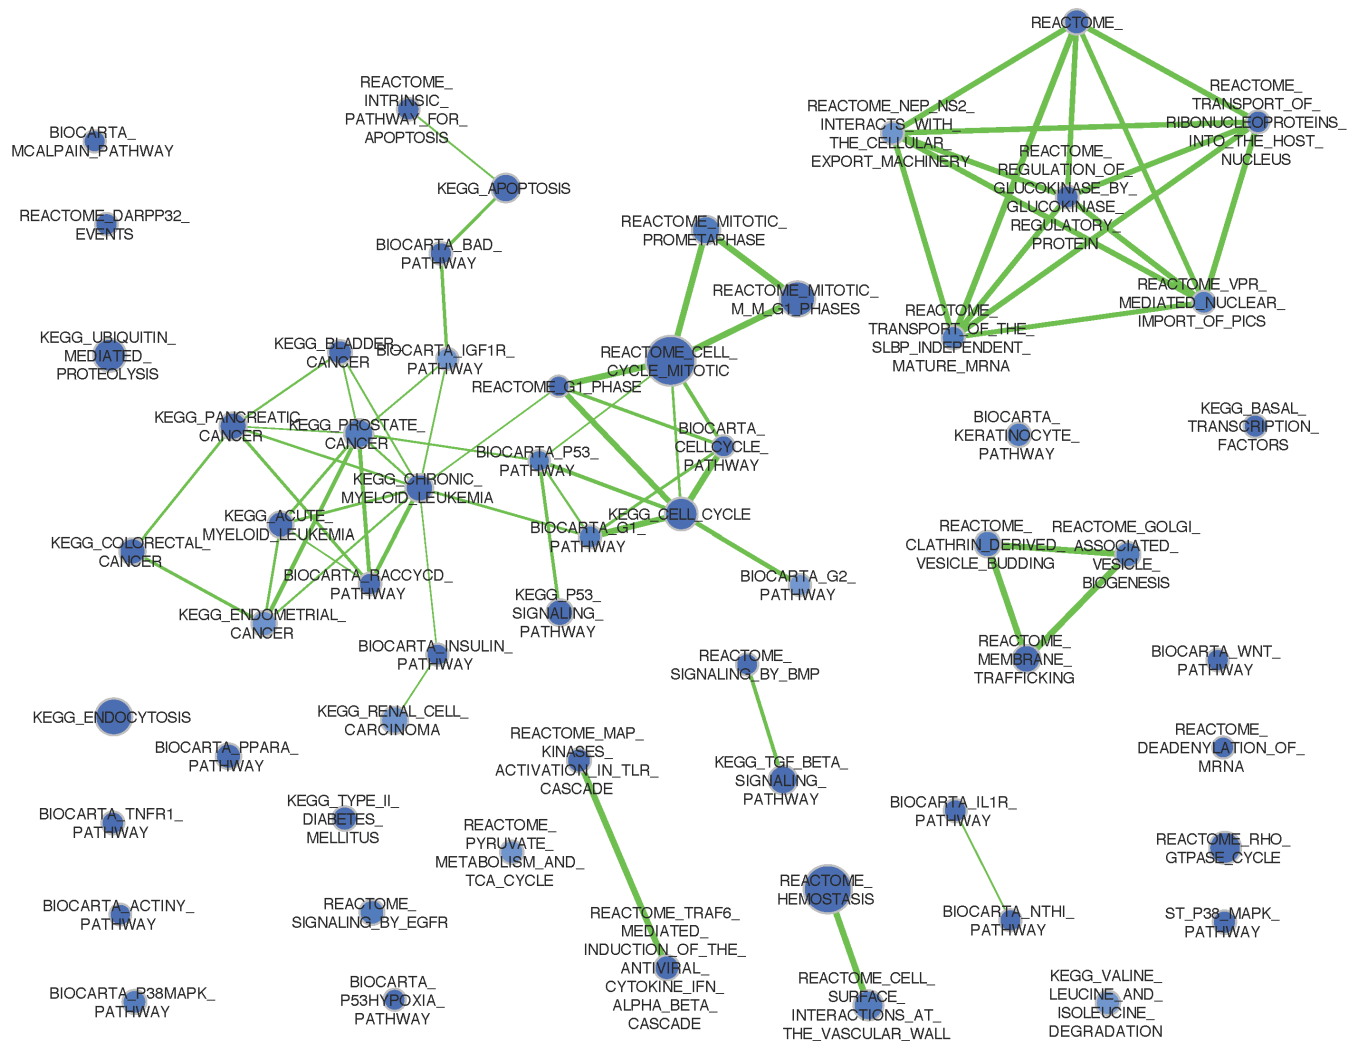 REACTOME_
REACTOME_
INTRINSIC_
PATHWAY_FOR_
APOPTOSIS
REACTOME_
TRANSPORT_OF_
RIBONUCLEOPROTEINS_
INTO_THE_HOST_
NUCLEUS
REACTOME_NEP_NS2_
INTERACTS_WITH_
THE_CELLULAR_
EXPORT_MACHINERY
BIOCARTA_
MCALPAIN_PATHWAY
REACTOME_
REGULATION_OF_
GLUCOKINASE_BY_
GLUCOKINASE_
REGULATORY_
PROTEIN
KEGG_APOPTOSIS
REACTOME_DARPP32_
EVENTS
REACTOME_MITOTIC_
PROMETAPHASE
BIOCARTA_BAD_
PATHWAY
REACTOME_MITOTIC_
M_M_G1_PHASES
REACTOME_VPR_
MEDIATED_NUCLEAR_
IMPORT_OF_PICS
REACTOME_
TRANSPORT_OF_THE_
SLBP_INDEPENDENT_
MATURE_MRNA
KEGG_UBIQUITIN_
MEDIATED_
PROTEOLYSIS
KEGG_BLADDER_
CANCER
BIOCARTA_IGF1R_
PATHWAY
REACTOME_CELL_
CYCLE_MITOTIC
REACTOME_G1_PHASE
KEGG_PANCREATIC_
CANCER
KEGG_PROSTATE_
CANCER
BIOCARTA_
CELLCYCLE_
PATHWAY
BIOCARTA_
KERATINOCYTE_
PATHWAY
KEGG_BASAL_
TRANSCRIPTION_
FACTORS
BIOCARTA_P53_
PATHWAY
KEGG_CHRONIC_
MYELOID_LEUKEMIA
KEGG_ACUTE_
MYELOID_LEUKEMIA
KEGG_CELL_CYCLE
BIOCARTA_G1_
PATHWAY
KEGG_COLORECTAL_
CANCER
REACTOME_
CLATHRIN_DERIVED_
VESICLE_BUDDING
REACTOME_GOLGI_
ASSOCIATED_
VESICLE_
BIOGENESIS
BIOCARTA_RACCYCD_
PATHWAY
BIOCARTA_G2_
PATHWAY
KEGG_P53_
SIGNALING_
PATHWAY
KEGG_ENDOMETRIAL_
CANCER
BIOCARTA_INSULIN_
PATHWAY
REACTOME_
SIGNALING_BY_BMP
REACTOME_
MEMBRANE_
TRAFFICKING
BIOCARTA_WNT_
PATHWAY
KEGG_ENDOCYTOSIS
KEGG_RENAL_CELL_
CARCINOMA
BIOCARTA_PPARA_
PATHWAY
REACTOME_MAP_
KINASES_
ACTIVATION_IN_TLR_
CASCADE
KEGG_TGF_BETA_
SIGNALING_
PATHWAY
REACTOME_
DEADENYLATION_OF_
MRNA
BIOCARTA_TNFR1_
PATHWAY
KEGG_TYPE_II_
DIABETES_
MELLITUS
REACTOME_
PYRUVATE_
METABOLISM_AND_
TCA_CYCLE
BIOCARTA_IL1R_
PATHWAY
REACTOME_RHO_
GTPASE_CYCLE
REACTOME_
HEMOSTASIS
BIOCARTA_ACTINY_
PATHWAY
REACTOME_
SIGNALING_BY_EGFR
REACTOME_TRAF6_
MEDIATED_
INDUCTION_OF_THE_
ANTIVIRAL_
CYTOKINE_IFN_
ALPHA_BETA_
CASCADE
BIOCARTA_NTHI_
PATHWAY
ST_P38_MAPK_
PATHWAY
BIOCARTA_P38MAPK_
PATHWAY
BIOCARTA_
P53HYPOXIA_
PATHWAY
REACTOME_CELL_
SURFACE_
INTERACTIONS_AT_
THE_VASCULAR_WALL
KEGG_VALINE_
LEUCINE_AND_
ISOLEUCINE_
DEGRADATION